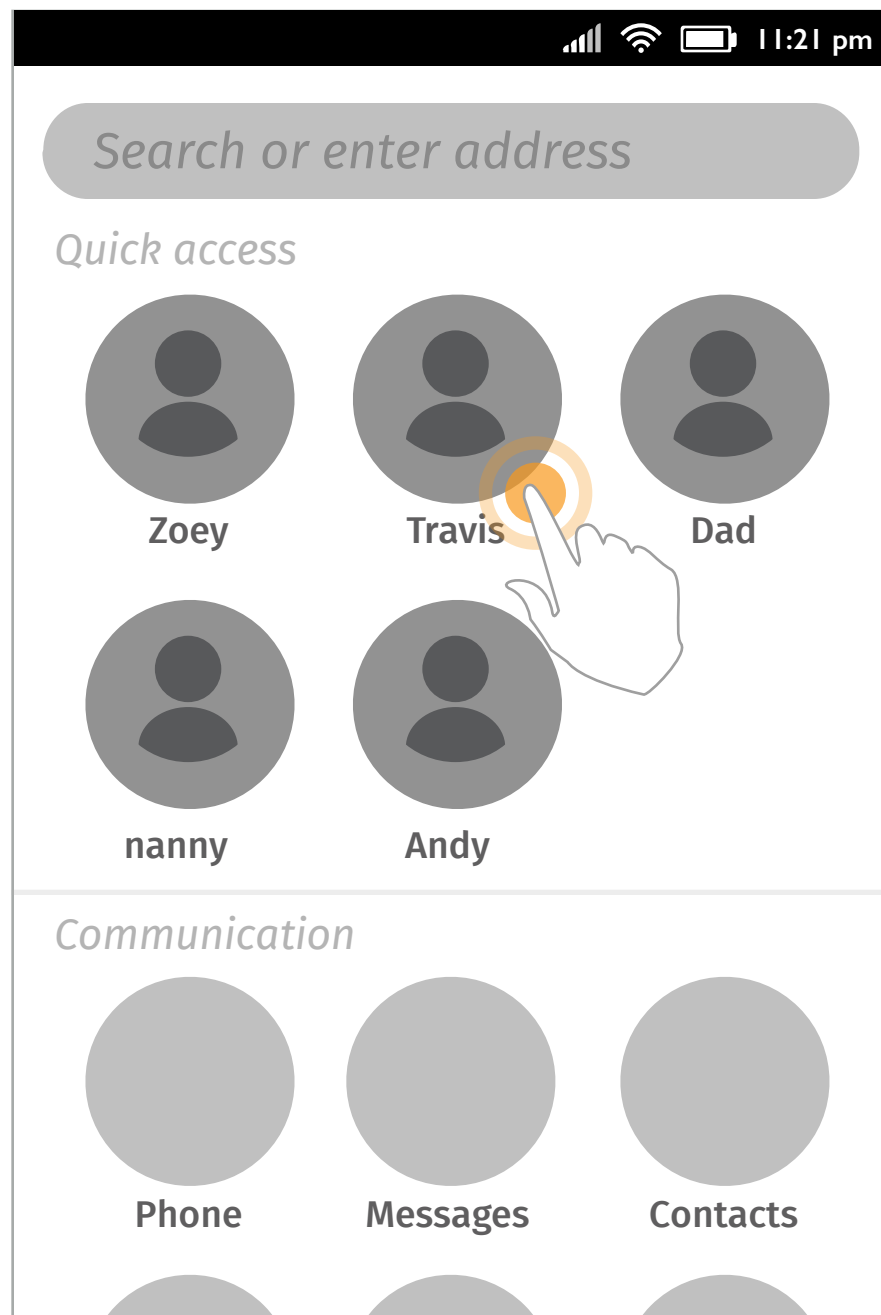 11:21 pm
Search or enter address
Quick access
Zoey Travis Dad
nanny Andy
Communication
Phone Messages Contacts